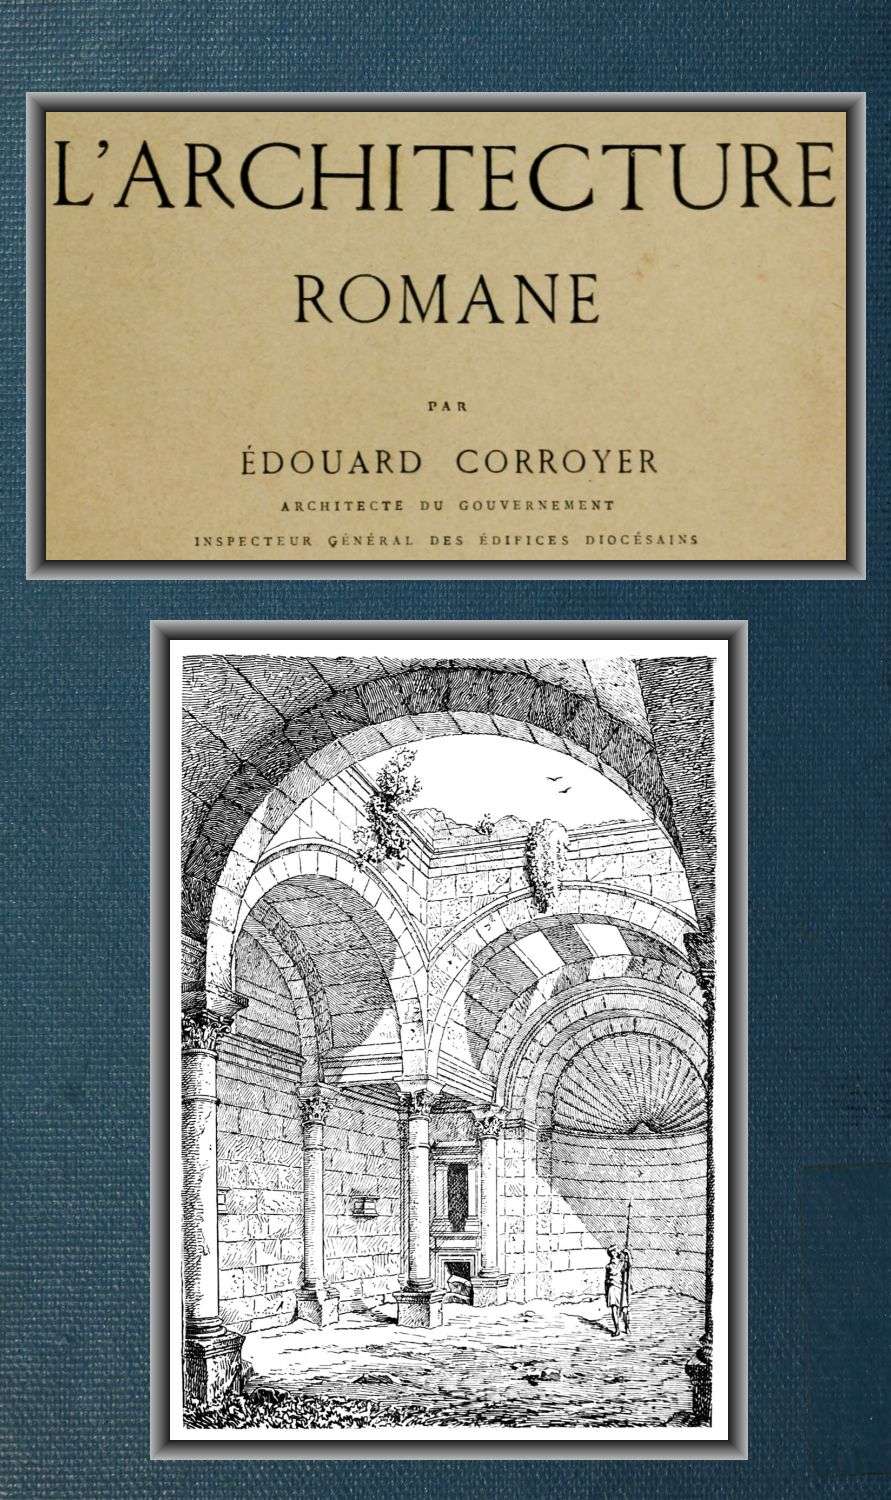 L'ARCHITECTURE
ROMANE
PAR
ÉDOUARD CORROYER
ARCHITECTE DU GOUVERNEMENT
INSPECTEUR GÉNÉRAL DES ÉDIFICES DIOCÉSAINS